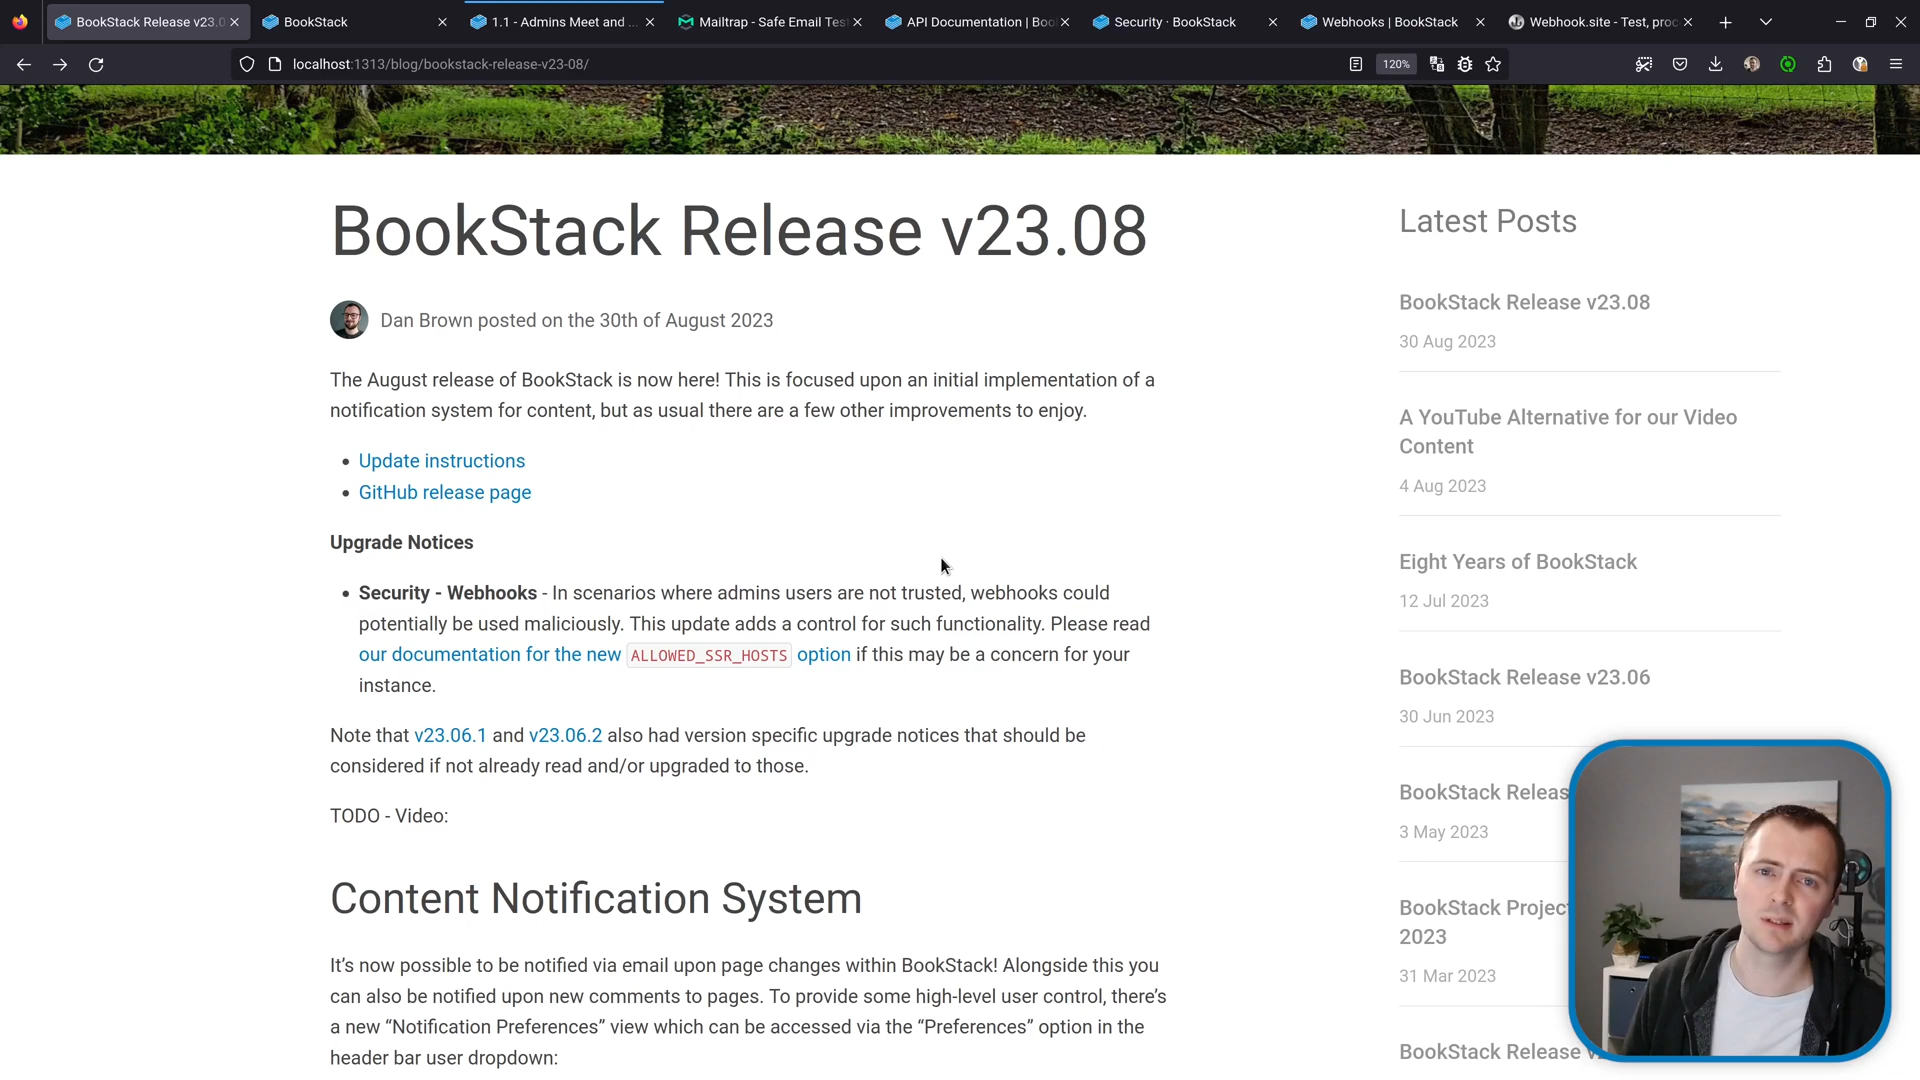 BookStack Release v23.0
BookStack
1.1 - Admins Meet and ...
Mailtrap - Safe Email Tes
API Documentation | Boo
Security · BookStack
Webhooks | BookStack
Webhook.site - Test, proc
localhost:1313/blog/bookstack-release-v23-08/
120%
BookStack Release v23.08
Dan Brown posted on the 30th of August 2023
The August release of BookStack is now here! This is focused upon an initial implementation of a
notification system for content, but as usual there are a few other improvements to enjoy.
• Update instructions
• GitHub release page
Upgrade Notices
• Security - Webhooks - In scenarios where admins users are not trusted, webhooks could
potentially be used maliciously. This update adds a control for such functionality. Please read
our documentation for the new ALLOWED_SSR_HOSTS option if this may be a concern for your
instance.
Note that v23.06.1 and v23.06.2 also had version specific upgrade notices that should be
considered if not already read and/or upgraded to those.
TODO - Video:
Content Notification System
It's now possible to be notified via email upon page changes within BookStack! Alongside this you
can also be notified upon new comments to pages. To provide some high-level user control, there's
a new “Notification Preferences” view which can be accessed via the “Preferences” option in the
header bar user dropdown:
Latest Posts
BookStack Release v23.08
30 Aug 2023
A YouTube Alternative for our Video
Content
4 Aug 2023
Eight Years of BookStack
12 Jul 2023
BookStack Release v23.06
30 Jun 2023
BookStack Releas
3 May 2023
BookStack Project
2023
31 Mar 2023
BookStack Release v